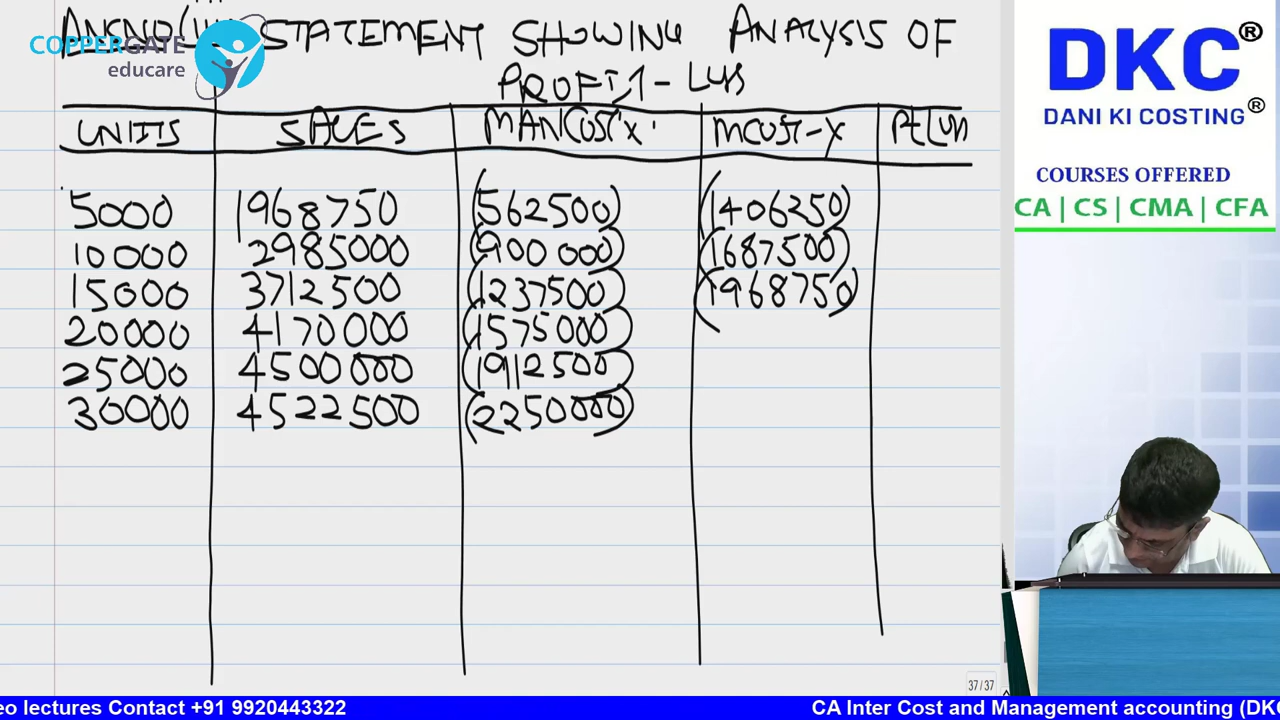 STATEMENT SHOWING ANALYSIS OF
COPPERGATE
educare
PROFIT - LOSS
UNITS SALES MANCOST X MCOST-Y
5000 1968750 (562500) (1406250)
10000 2985000 (900000) (1687500)
15000 3712500 (1237500) (1968750)
20000 4170000 (1575000)
25000 4500000 (1912500)
30000 4522500 (2250000)
37/37
DKC®
DANI KI COSTING®
COURSES OFFERED
CA | CS | CMA | CFA
eo lectures Contact +91 9920443322 CA Inter Cost and Management accounting (DK